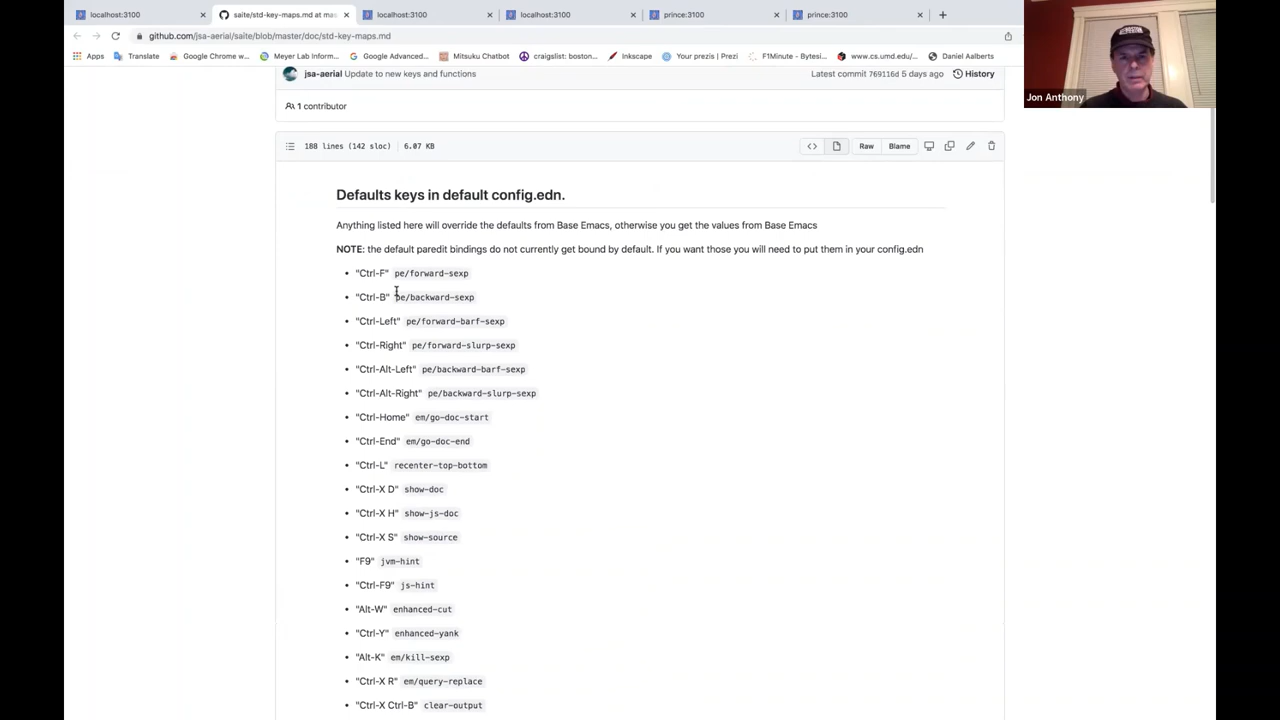 localhost:3100
saite/std-key-maps.md at mas
localhost:3100
localhost:3100
prince:3100
prince:3100
github.com/jsa-aerial/saite/blob/master/doc/std-key-maps.md
Apps
Translate
Google Chrome w...
Meyer Lab Inform...
Google Advanced...
Mitsuku Chatbot
craigslist: boston...
Inkscape
Your prezis | Prezi
F1Minute - Bytesi...
www.cs.umd.edu/...
Daniel Aalberts
Jon Anthony
jsa-aerial Update to new keys and functions
Latest commit 769116d 5 days ago
History
1 contributor
188 lines (142 sloc) | 6.07 KB
Raw
Blame
Defaults keys in default config.edn.
Anything listed here will override the defaults from Base Emacs, otherwise you get the values from Base Emacs
NOTE: the default paredit bindings do not currently get bound by default. If you want those you will need to put them in your config.edn
• "Ctrl-F" pe/forward-sexp
• "Ctrl-B" pe/backward-sexp
• "Ctrl-Left" pe/forward-barf-sexp
• "Ctrl-Right" pe/forward-slurp-sexp
• "Ctrl-Alt-Left" pe/backward-barf-sexp
• "Ctrl-Alt-Right" pe/backward-slurp-sexp
• "Ctrl-Home" em/go-doc-start
• "Ctrl-End" em/go-doc-end
• "Ctrl-L" recenter-top-bottom
• "Ctrl-X D" show-doc
• "Ctrl-X H" show-js-doc
• "Ctrl-X S" show-source
• "F9" jvm-hint
• "Ctrl-F9" js-hint
• "Alt-W" enhanced-cut
• "Ctrl-Y" enhanced-yank
• "Alt-K" em/kill-sexp
• "Ctrl-X R" em/query-replace
• "Ctrl-X Ctrl-B" clear-output